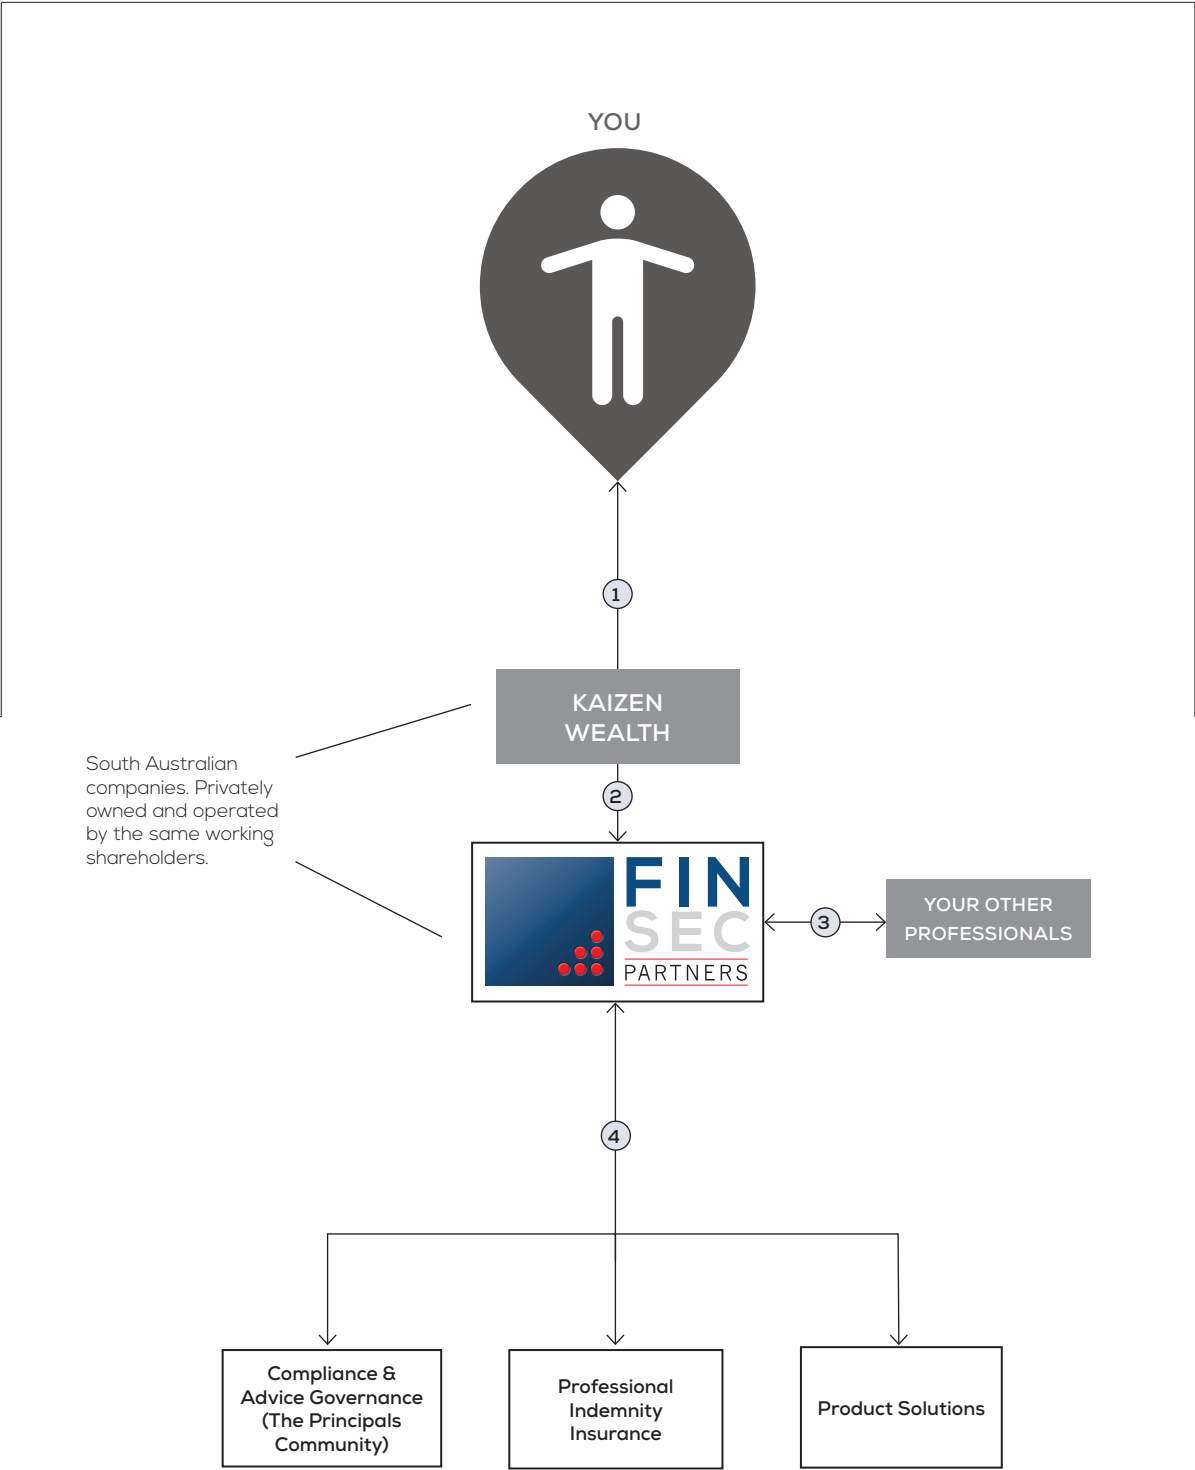 YOU
1
KAIZEN
WEALTH
South Australian
companies. Privately
owned and operated
by the same working
shareholders.
2
FIN
SEC
PARTNERS
3
YOUR OTHER
PROFESSIONALS
4
Compliance &
Advice Governance
(The Principals
Community)
Professional
Indemnity
Insurance
Product Solutions